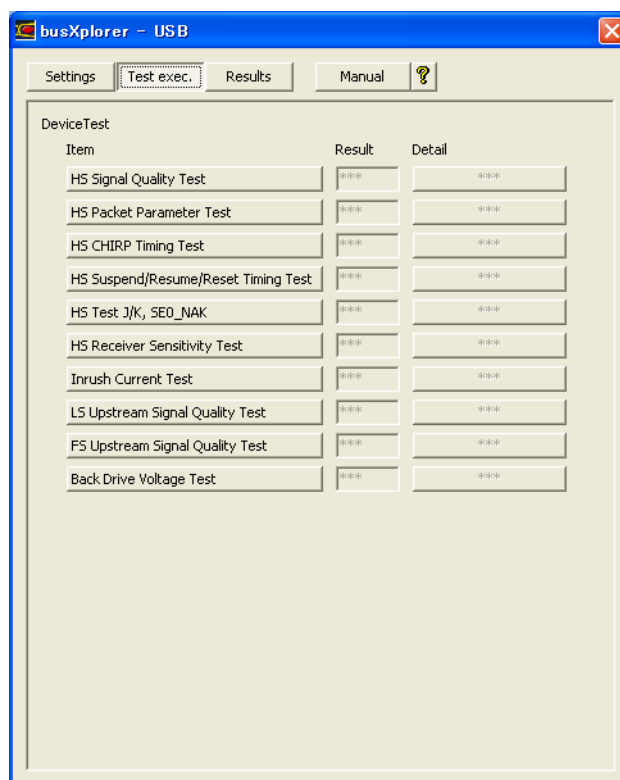 busXplorer - USB
Settings Test exec. Results Manual ?
DeviceTest
Item Result Detail
HS Signal Quality Test *** ***
HS Packet Parameter Test *** ***
HS CHIRP Timing Test *** ***
HS Suspend/Resume/Reset Timing Test *** ***
HS Test J/K, SE0_NAK *** ***
HS Receiver Sensitivity Test *** ***
Inrush Current Test *** ***
LS Upstream Signal Quality Test *** ***
FS Upstream Signal Quality Test *** ***
Back Drive Voltage Test *** ***